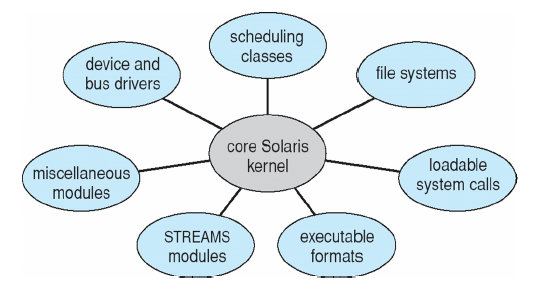 scheduling
classes
device and
bus drivers
file systems
core Solaris
kernel
miscellaneous
modules
loadable
system calls
STREAMS
modules
executable
formats